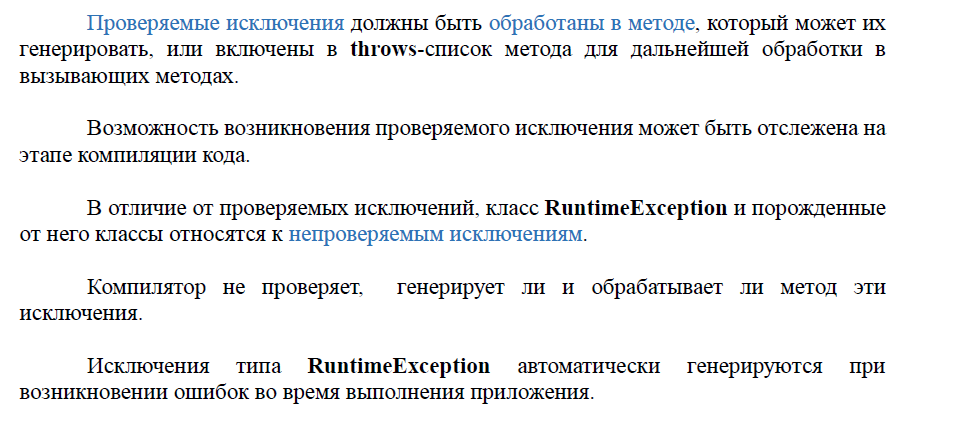 Проверяемые исключения должны быть обработаны в методе, который может их
генерировать, или включены в throws-список метода для дальнейшей обработки в
вызывающих методах.
Возможность возникновения проверяемого исключения может быть отслежена на
этапе компиляции кода.
В отличие от проверяемых исключений, класс RuntimeException и порожденные
от него классы относятся к непроверяемым исключениям.
Компилятор не проверяет, генерирует ли и обрабатывает ли метод эти
исключения.
Исключения типа RuntimeException автоматически генерируются при
возникновении ошибок во время выполнения приложения.